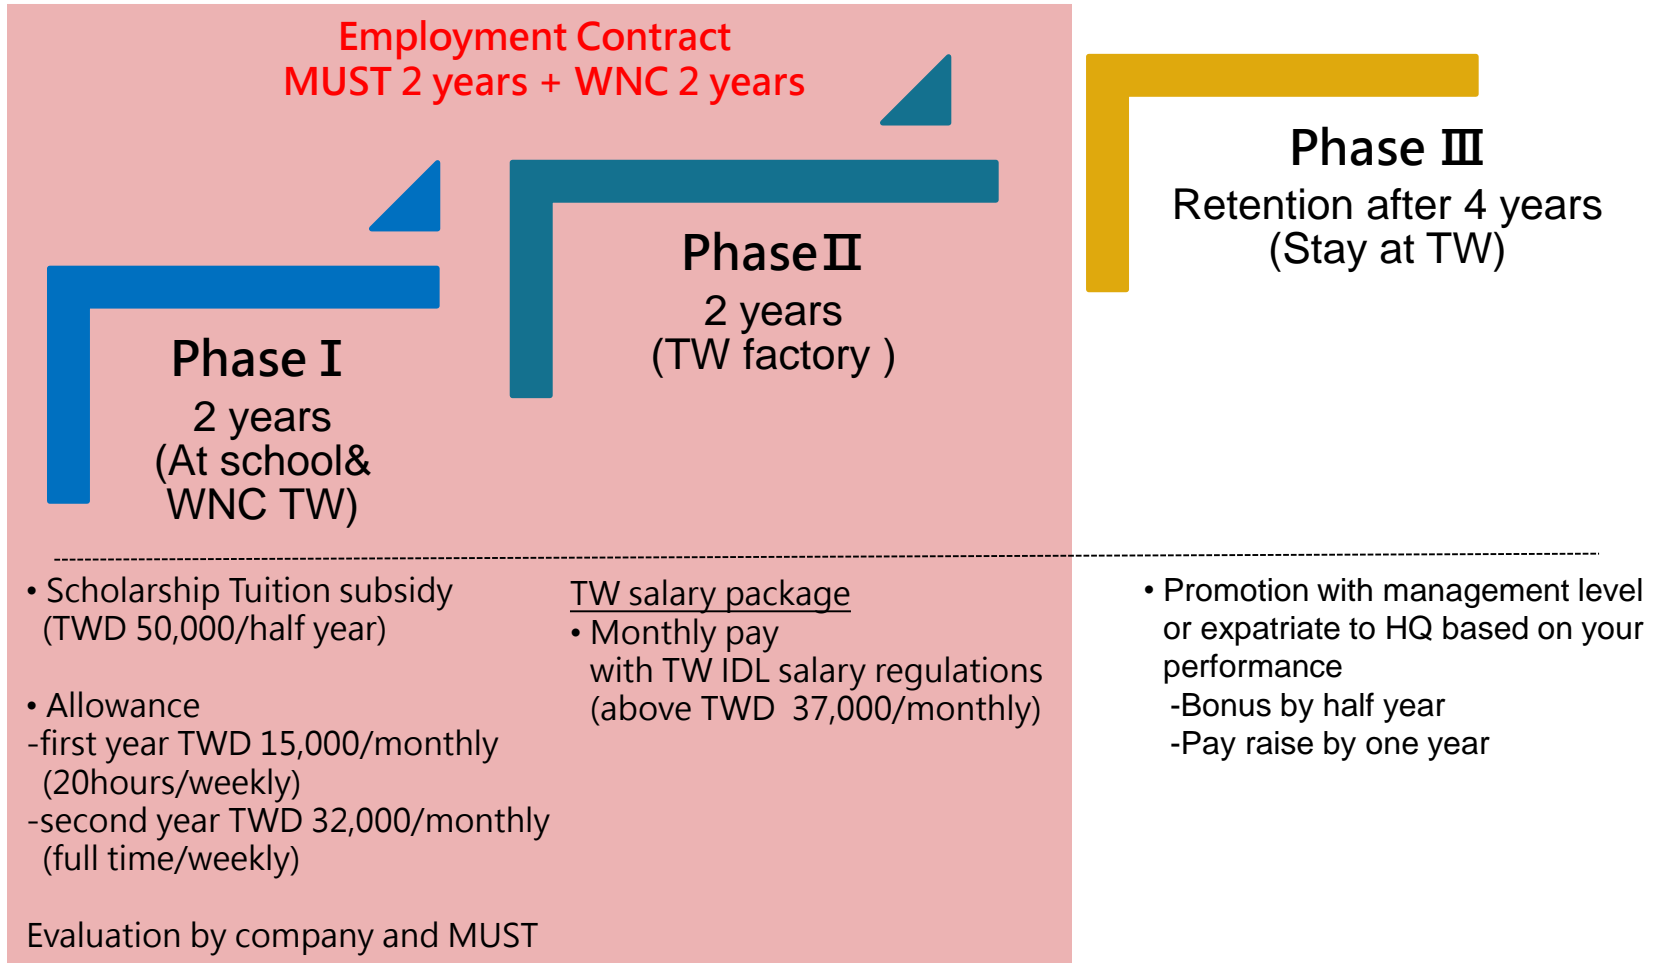 Employment Contract
MUST 2 years + WNC 2 years
Phase Ⅰ
2 years
(At school&
WNC TW)
Phase Ⅱ
2 years
(TW factory )
Phase Ⅲ
Retention after 4 years
(Stay at TW)
• Scholarship Tuition subsidy
(TWD 50,000/half year)
• Allowance
-first year TWD 15,000/monthly
(20hours/weekly)
-second year TWD 32,000/monthly
(full time/weekly)
Evaluation by company and MUST
TW salary package
• Monthly pay
with TW IDL salary regulations
(above TWD  37,000/monthly)
• Promotion with management level
or expatriate to HQ based on your
performance
-Bonus by half year
-Pay raise by one year